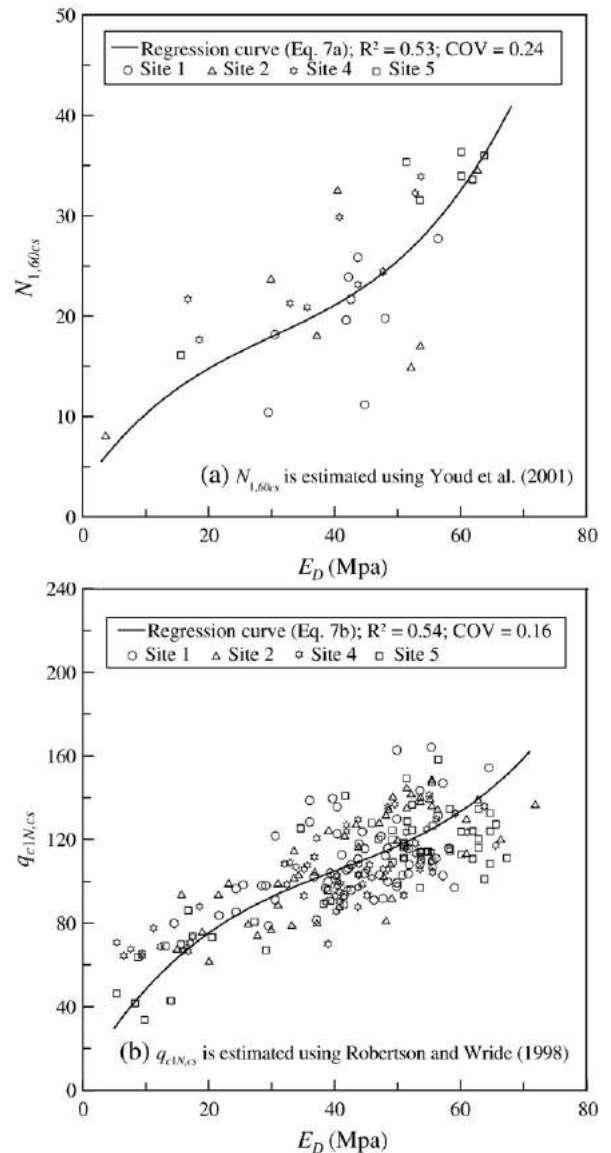 50
Regression curve (Eq. 7a); R² = 0.53; COV = 0.24
Site 1 Site 2 Site 4 Site 5
40
30
N1,60cs
20
10
(a) N1,60cs is estimated using Youd et al. (2001)
0
0 20 40 60 80
ED (Mpa)
240
Regression curve (Eq. 7b); R² = 0.54; COV = 0.16
Site 1 Site 2 Site 4 Site 5
200
160
qc1N,cs
120
80
40
(b) qc1N,cs is estimated using Robertson and Wride (1998)
0
0 20 40 60 80
ED (Mpa)